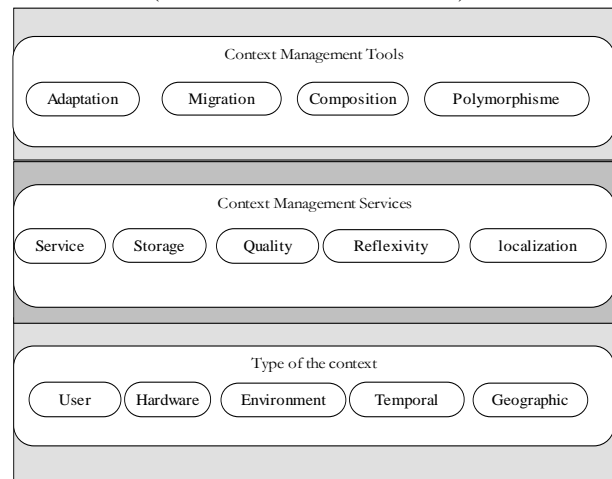 Context Management Tools
Adaptation Migration Composition Polymorphisme
Context Management Services
Service Storage Quality Reflexivity localization
Type of the context
User Hardware Environment Temporal Geographic